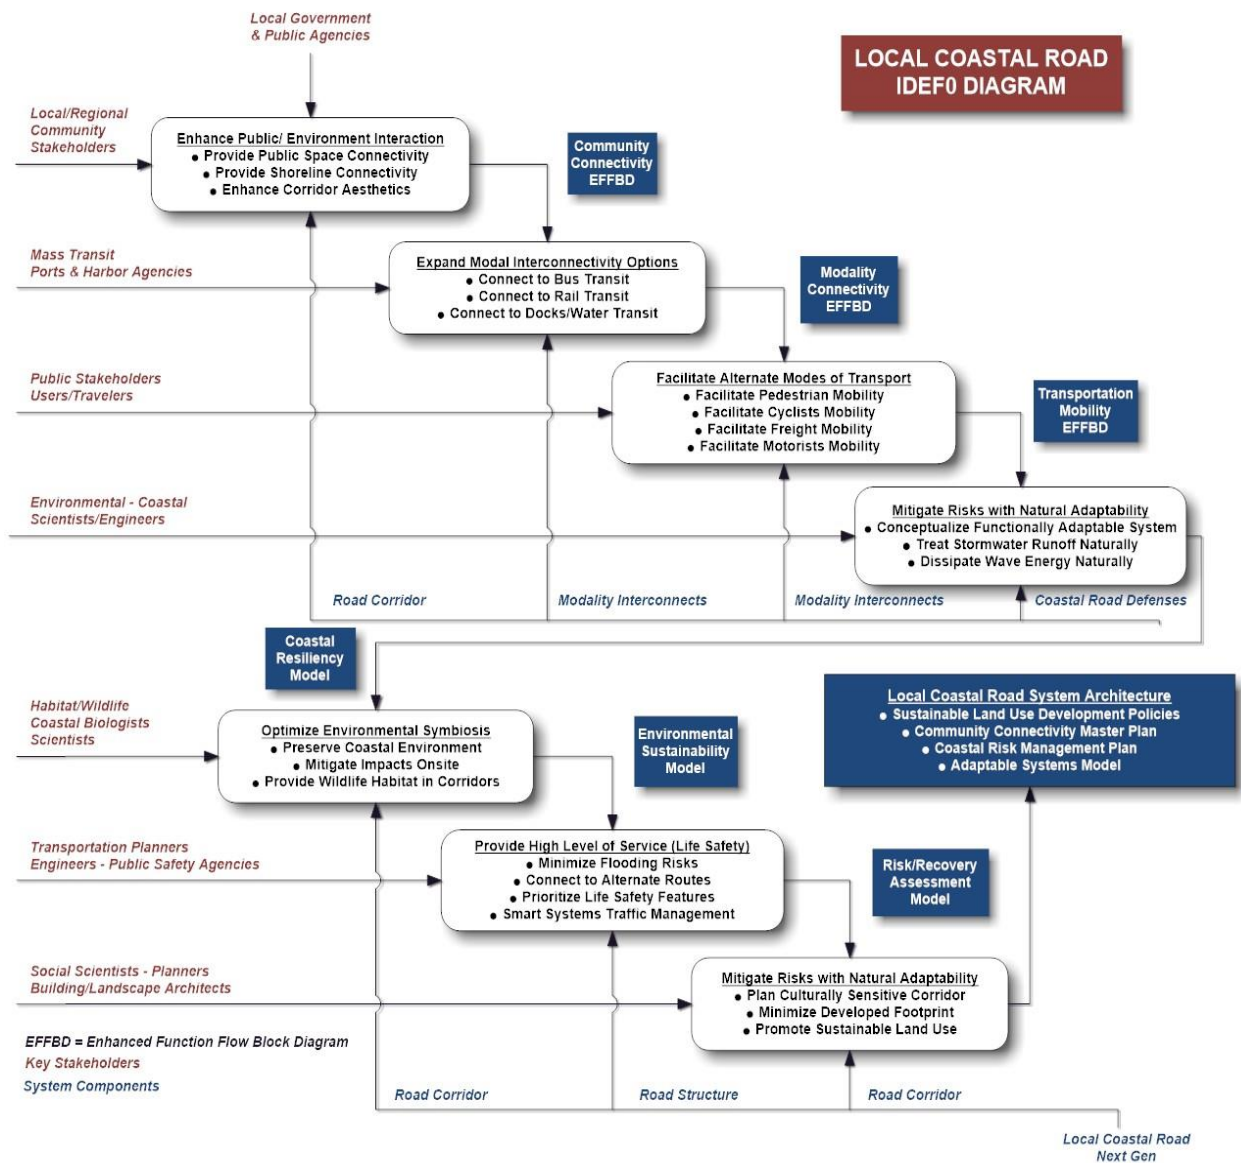 Local Government
& Public Agencies
LOCAL COASTAL ROAD
IDEF0 DIAGRAM
Local/Regional
Community
Stakeholders
Enhance Public/ Environment Interaction
● Provide Public Space Connectivity
● Provide Shoreline Connectivity
● Enhance Corridor Aesthetics
Community
Connectivity
EFFBD
Mass Transit
Ports & Harbor Agencies
Expand Modal Interconnectivity Options
● Connect to Bus Transit
● Connect to Rail Transit
● Connect to Docks/Water Transit
Modality
Connectivity
EFFBD
Public Stakeholders
Users/Travelers
Facilitate Alternate Modes of Transport
● Facilitate Pedestrian Mobility
● Facilitate Cyclists Mobility
● Facilitate Freight Mobility
● Facilitate Motorists Mobility
Transportation
Mobility
EFFBD
Environmental - Coastal
Scientists/Engineers
Mitigate Risks with Natural Adaptability
● Conceptualize Functionally Adaptable System
● Treat Stormwater Runoff Naturally
● Dissipate Wave Energy Naturally
Road Corridor
Modality Interconnects
Modality Interconnects
Coastal Road Defenses
Coastal
Resiliency
Model
Habitat/Wildlife
Coastal Biologists
Scientists
Optimize Environmental Symbiosis
● Preserve Coastal Environment
● Mitigate Impacts Onsite
● Provide Wildlife Habitat in Corridors
Environmental
Sustainability
Model
Local Coastal Road System Architecture
● Sustainable Land Use Development Policies
● Community Connectivity Master Plan
● Coastal Risk Management Plan
● Adaptable Systems Model
Transportation Planners
Engineers - Public Safety Agencies
Provide High Level of Service (Life Safety)
● Minimize Flooding Risks
● Connect to Alternate Routes
● Prioritize Life Safety Features
● Smart Systems Traffic Management
Risk/Recovery
Assessment
Model
Social Scientists - Planners
Building/Landscape Architects
Mitigate Risks with Natural Adaptability
● Plan Culturally Sensitive Corridor
● Minimize Developed Footprint
● Promote Sustainable Land Use
EFFBD = Enhanced Function Flow Block Diagram
Key Stakeholders
System Components
Road Corridor
Road Structure
Road Corridor
Local Coastal Road
Next Gen